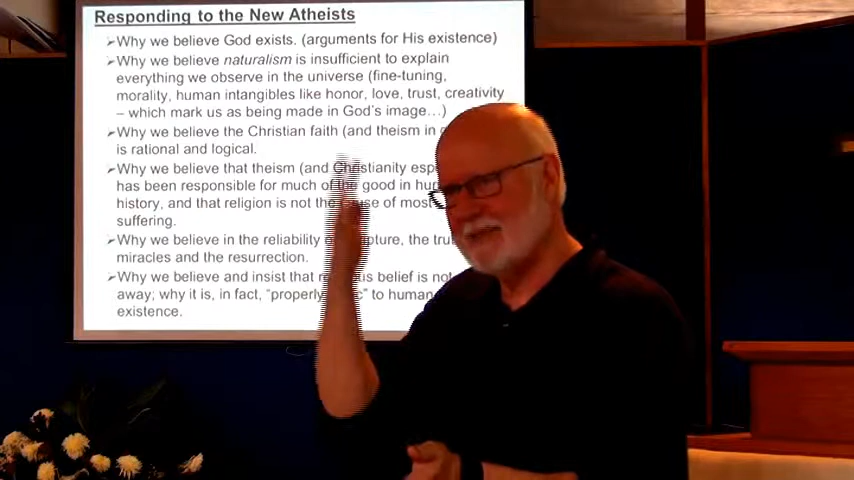 Responding to the New Atheists
➢Why we believe God exists. (arguments for His existence)
➢Why we believe naturalism is insufficient to explain
everything we observe in the universe (fine-tuning,
morality, human intangibles like honor, love, trust, creativity
– which mark us as being made in God's image…)
➢Why we believe the Christian faith (and theism in
is rational and logical.
➢Why we believe that theism (and Christianity
has been responsible for much of the good in
history, and that religion is not the of most
suffering.
➢Why we believe in the reliability the
miracles and the resurrection.
➢Why we believe and insist that belief is
away; why it is, in fact, "properly to human
existence.